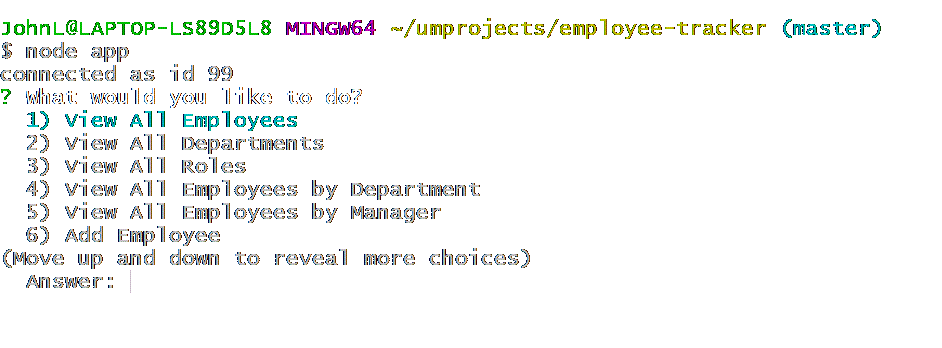 JohnL@LAPTOP-LS89D5L8 MINGW64 ~/umprojects/employee-tracker (master)
$ node app
connected as id 99
? What would you like to do?
1) View All Employees
2) View All Departments
3) View All Roles
4) View All Employees by Department
5) View All Employees by Manager
6) Add Employee
(Move up and down to reveal more choices)
Answer: